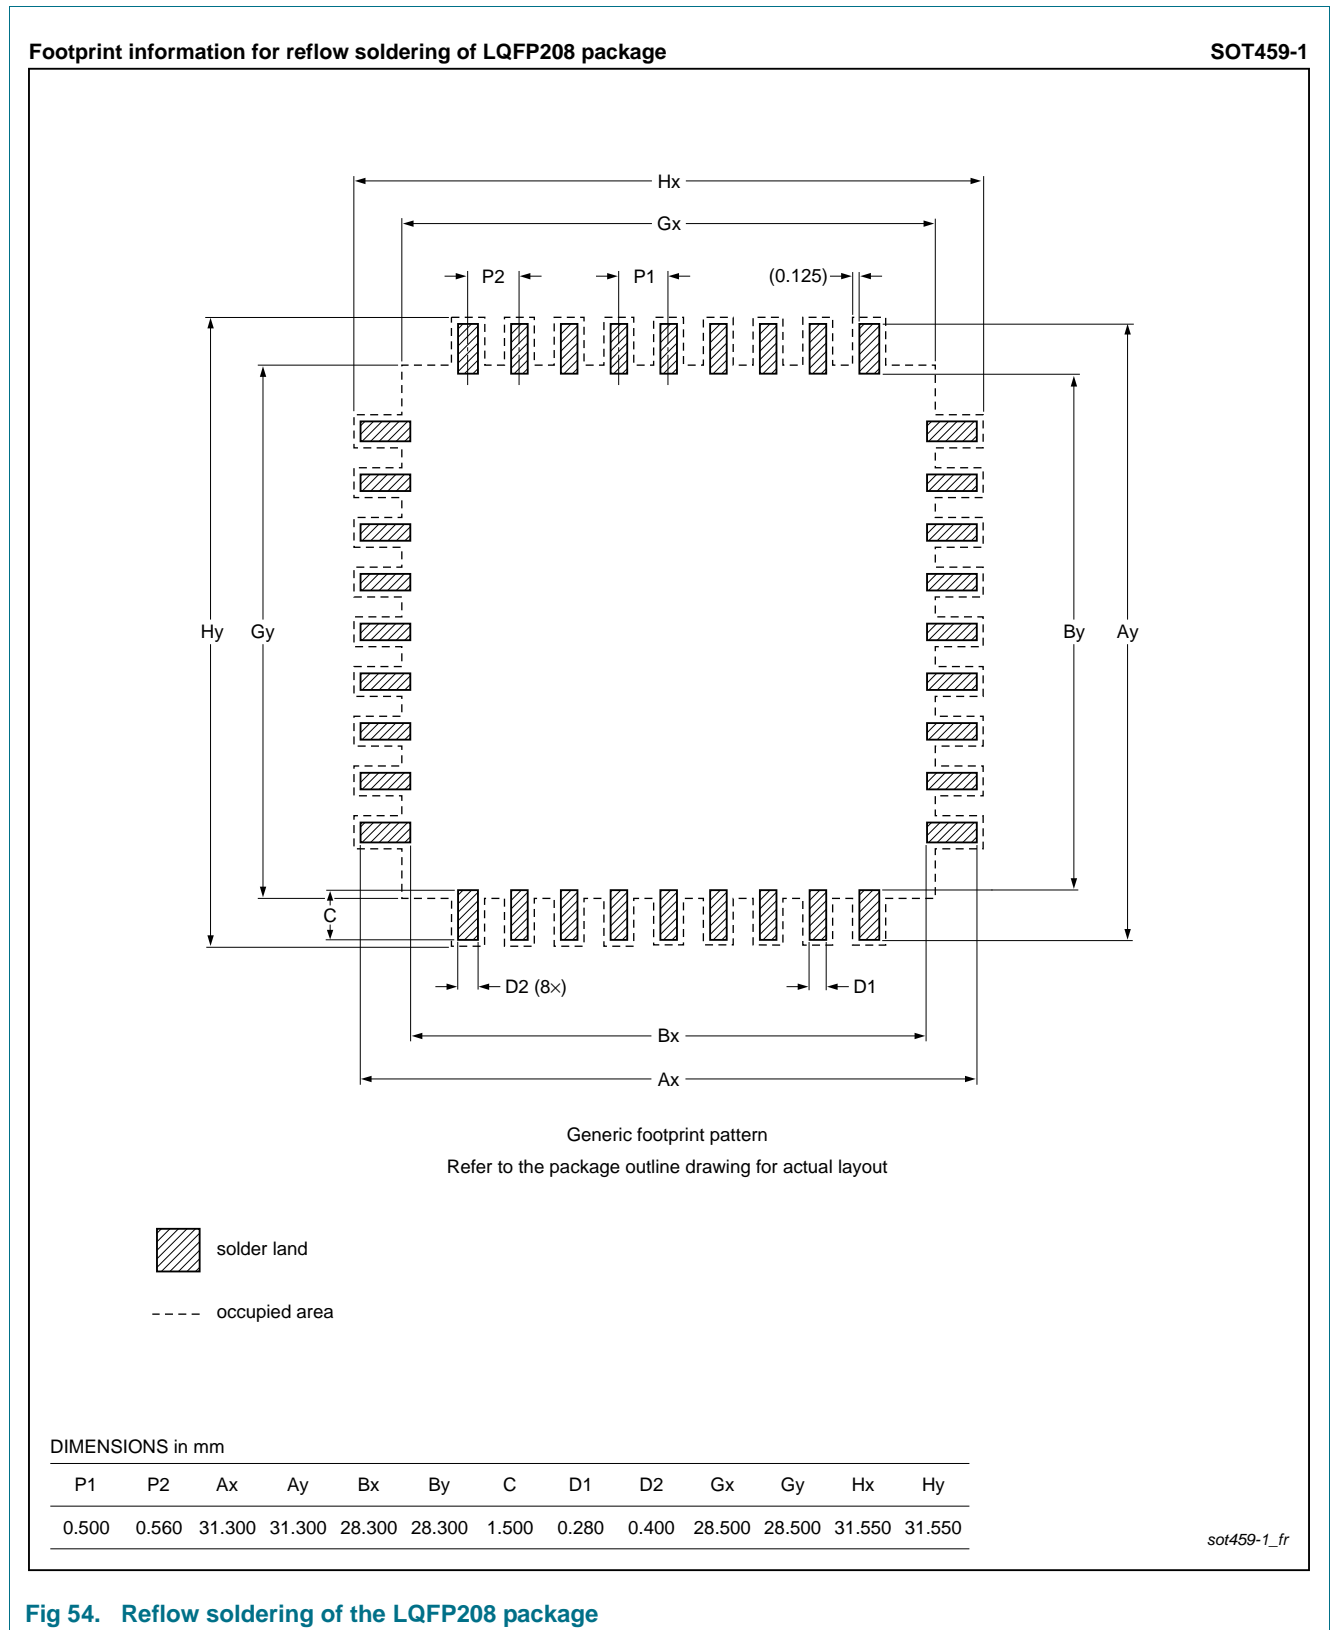 Footprint information for reflow soldering of LQFP208 package SOT459-1
Hx
Gx
P2 P1 (0.125)
Hy Gy By Ay
C
D2 (8×) D1
Bx
Ax
Generic footprint pattern
Refer to the package outline drawing for actual layout
solder land
occupied area
DIMENSIONS in mm
P1 P2 Ax Ay Bx By C D1 D2 Gx Gy Hx Hy
0.500 0.560 31.300 31.300 28.300 28.300 1.500 0.280 0.400 28.500 28.500 31.550 31.550
sot459-1_fr
Fig 54. Reflow soldering of the LQFP208 package